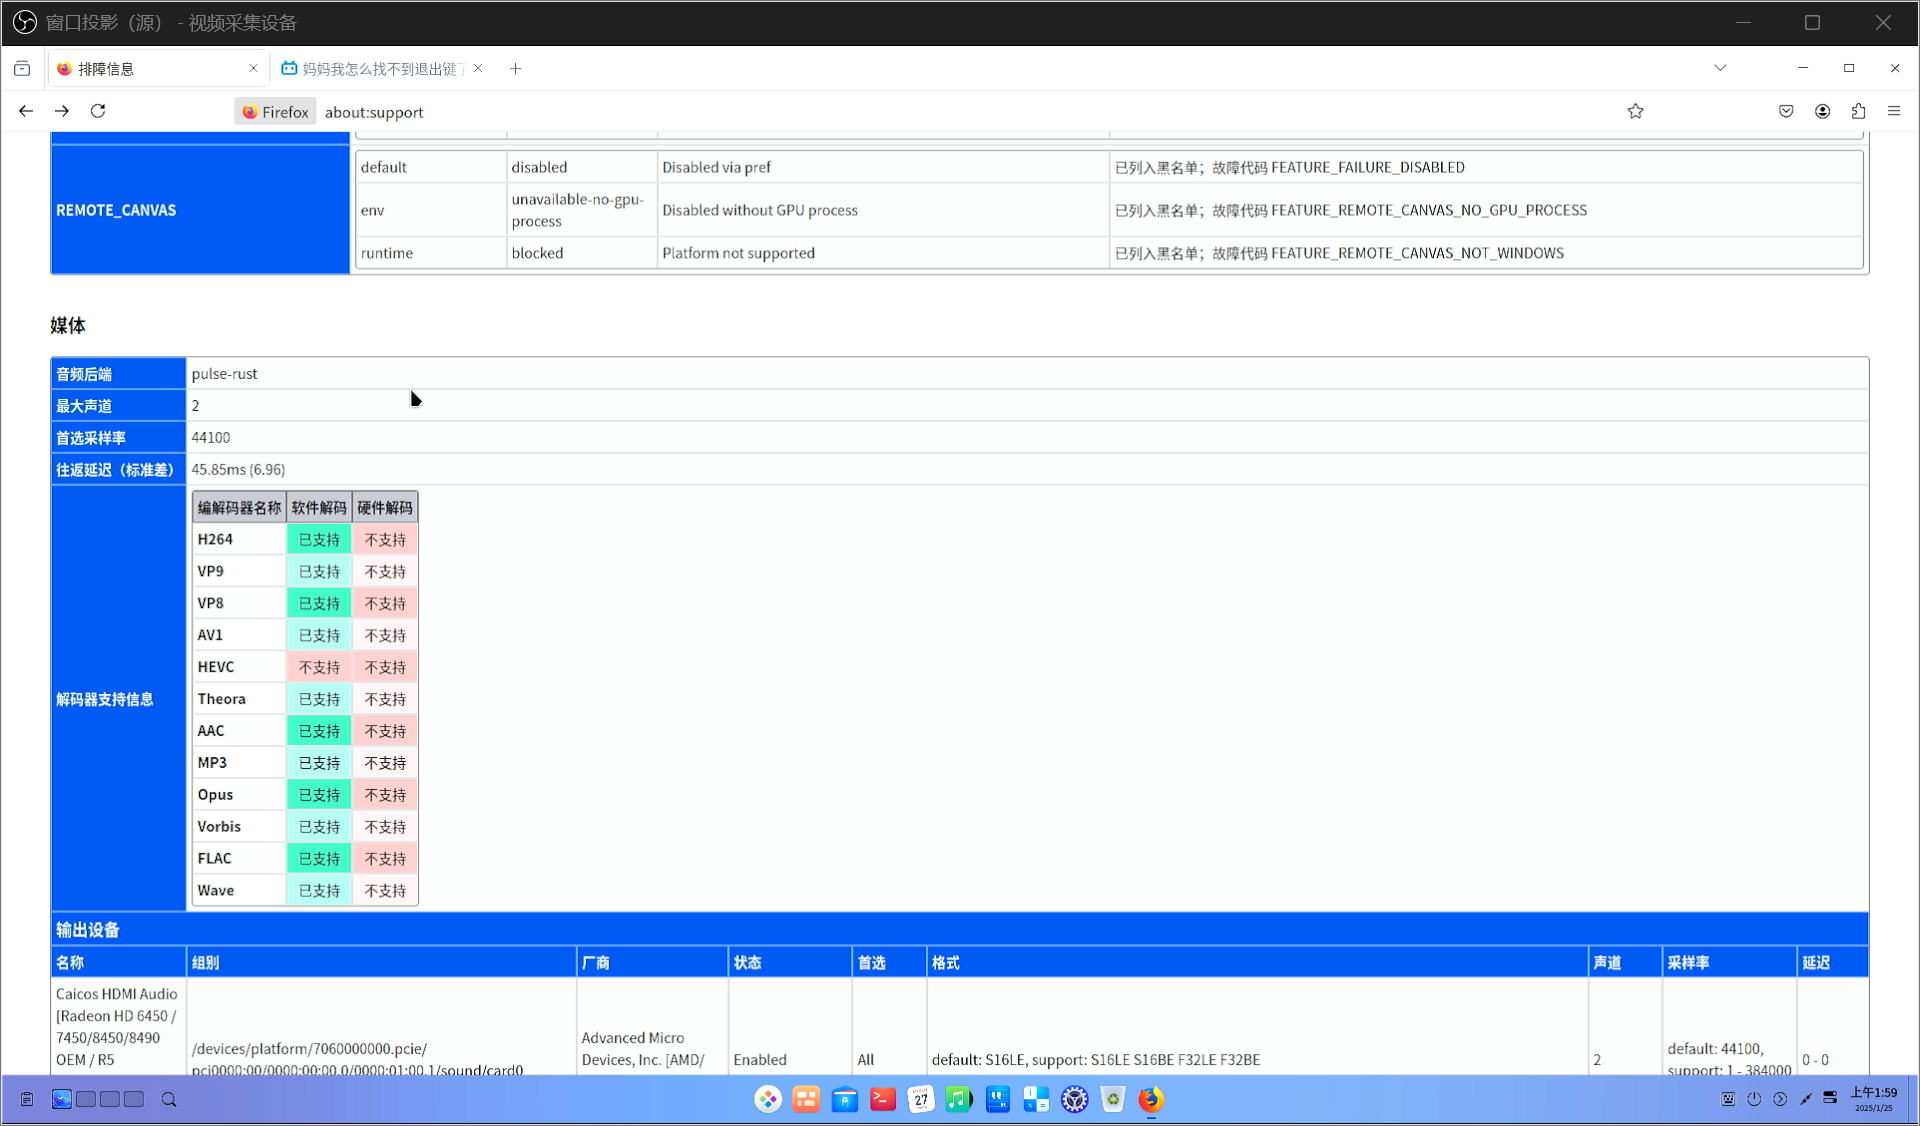 窗口投影（源） - 视频采集设备
排障信息
妈妈我怎么找不到退出键了
Firefox about:support
REMOTE_CANVAS
default disabled Disabled via pref 已列入黑名单；故障代码 FEATURE_FAILURE_DISABLED
env unavailable-no-gpu-process Disabled without GPU process 已列入黑名单；故障代码 FEATURE_REMOTE_CANVAS_NO_GPU_PROCESS
runtime blocked Platform not supported 已列入黑名单；故障代码 FEATURE_REMOTE_CANVAS_NOT_WINDOWS
媒体
音频后端 pulse-rust
最大声道 2
首选采样率 44100
往返延迟（标准差） 45.85ms (6.96)
解码器支持信息
编解码器名称 软件解码 硬件解码
H264 已支持 不支持
VP9 已支持 不支持
VP8 已支持 不支持
AV1 已支持 不支持
HEVC 不支持 不支持
Theora 已支持 不支持
AAC 已支持 不支持
MP3 已支持 不支持
Opus 已支持 不支持
Vorbis 已支持 不支持
FLAC 已支持 不支持
Wave 已支持 不支持
输出设备
名称 组别 厂商 状态 首选 格式 声道 采样率 延迟
Caicos HDMI Audio
[Radeon HD 6450 /
7450/8450/8490
OEM / R5
/devices/platform/7060000000.pcie/
pci0000:00/0000:00:00.0/0000:01:00.1/sound/card0
Advanced Micro
Devices, Inc. [AMD/
Enabled
All
default: S16LE, support: S16LE S16BE F32LE F32BE
2
default: 44100,
support: 1 - 384000
0 - 0
27
上午1:59
2025/1/25